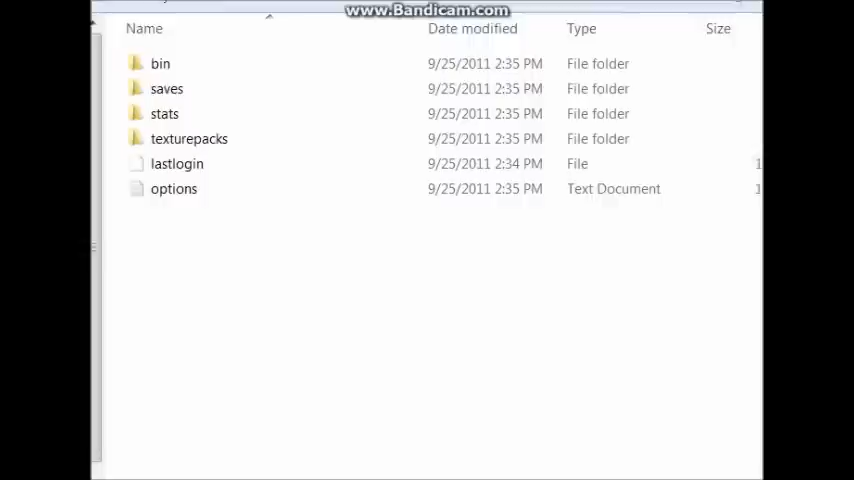 www.Bandicam.com
Name Date modified Type Size
bin 9/25/2011 2:35 PM File folder
saves 9/25/2011 2:35 PM File folder
stats 9/25/2011 2:35 PM File folder
texturepacks 9/25/2011 2:35 PM File folder
lastlogin 9/25/2011 2:34 PM File 1
options 9/25/2011 2:35 PM Text Document 1